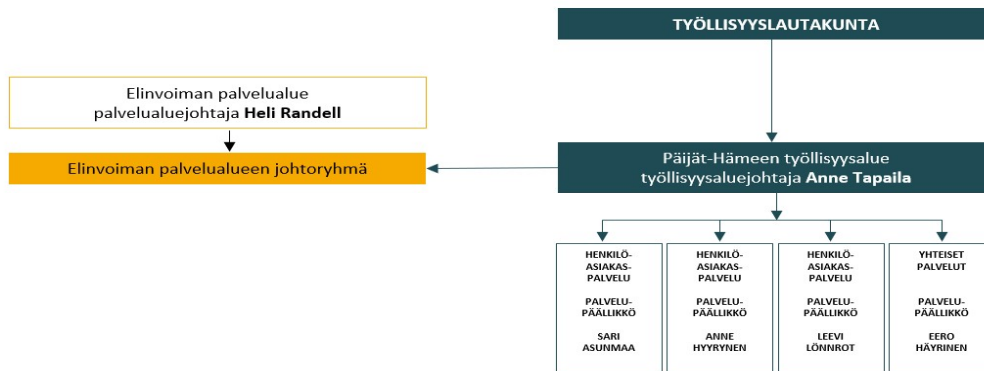 TYÖLLISYYSLAUTAKUNTA
Elinvoiman palvelualue
palvelualuejohtaja Heli Randell
Elinvoiman palvelualueen johtoryhmä
Päijät-Hämeen työllisyysalue
työllisyysaluejohtaja Anne Tapaila
HENKILÖ-
ASIAKAS-
PALVELU
PALVELU-
PÄÄLLIKKÖ
SARI
ASUNMAA
HENKILÖ-
ASIAKAS-
PALVELU
PALVELU-
PÄÄLLIKKÖ
ANNE
HYYRYNEN
HENKILÖ-
ASIAKAS-
PALVELU
PALVELU-
PÄÄLLIKKÖ
LEEVI
LÖNNROT
YHTEISET
PALVELUT
PALVELU-
PÄÄLLIKKÖ
EERO
HÄYRINEN